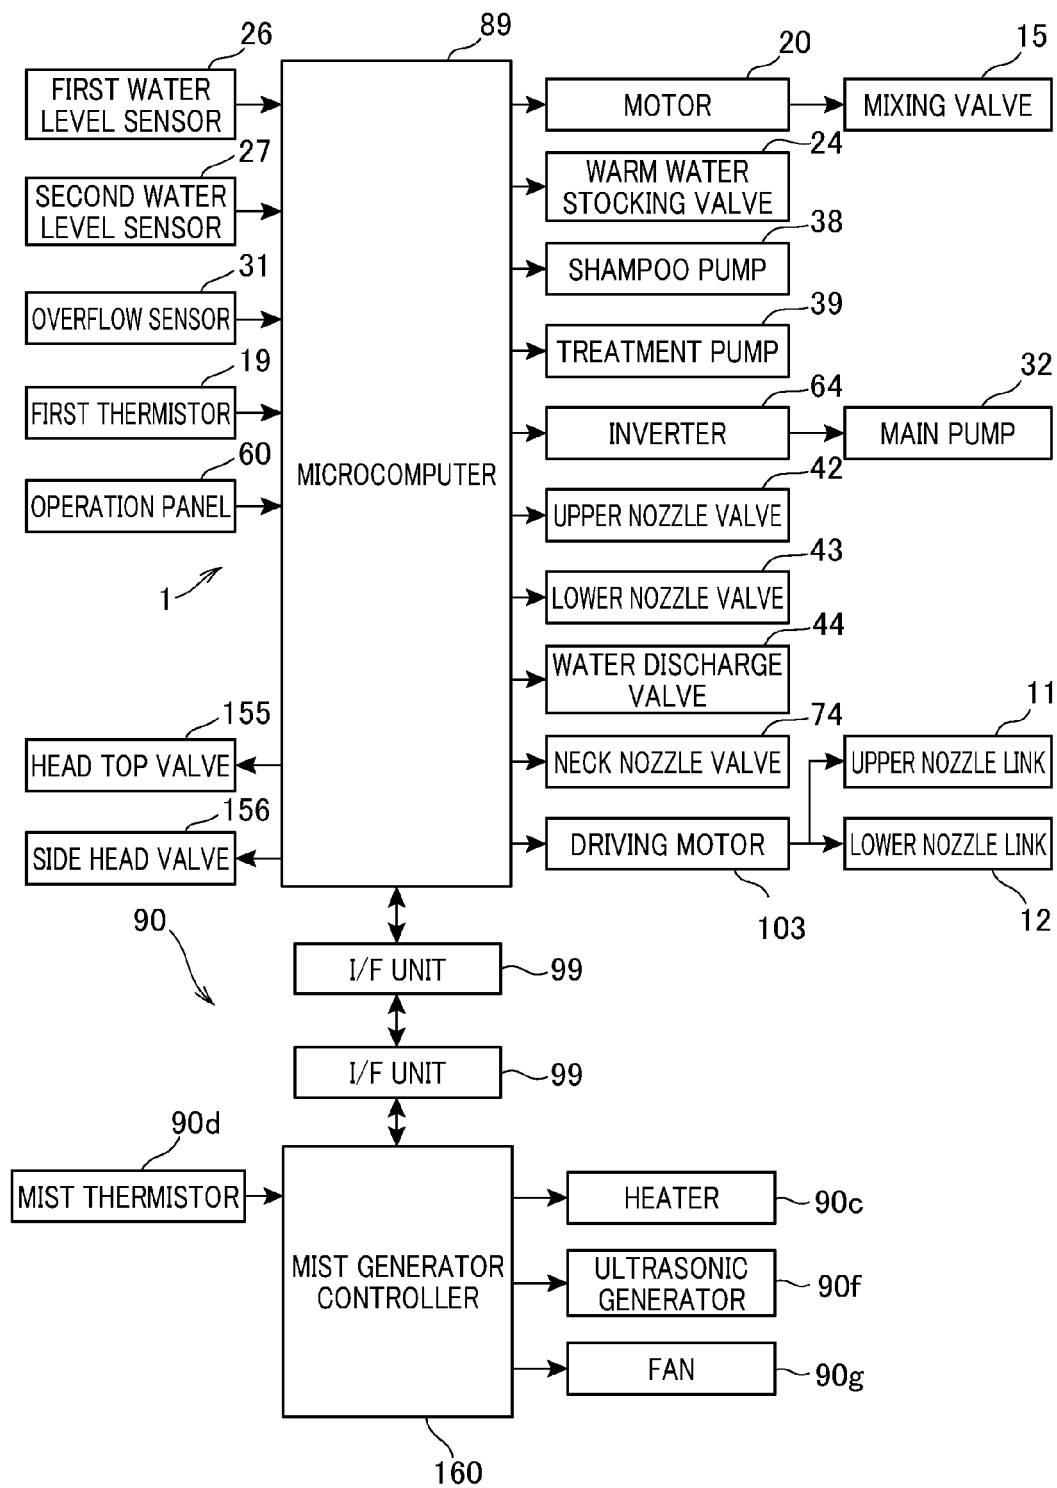 89
26
20
15
FIRST WATER
LEVEL SENSOR
MOTOR
MIXING VALVE
27
24
SECOND WATER
LEVEL SENSOR
WARM WATER
STOCKING VALVE
31
38
OVERFLOW SENSOR
SHAMPOO PUMP
19
39
FIRST THERMISTOR
TREATMENT PUMP
60
64
32
OPERATION PANEL
MICROCOMPUTER
INVERTER
MAIN PUMP
42
UPPER NOZZLE VALVE
1
43
LOWER NOZZLE VALVE
44
WATER DISCHARGE
VALVE
155
74
11
HEAD TOP VALVE
NECK NOZZLE VALVE
UPPER NOZZLE LINK
156
SIDE HEAD VALVE
DRIVING MOTOR
LOWER NOZZLE LINK
90
103
12
I/F UNIT
99
I/F UNIT
99
90d
MIST THERMISTOR
HEATER
90c
MIST GENERATOR
CONTROLLER
ULTRASONIC
GENERATOR
90f
FAN
90g
160